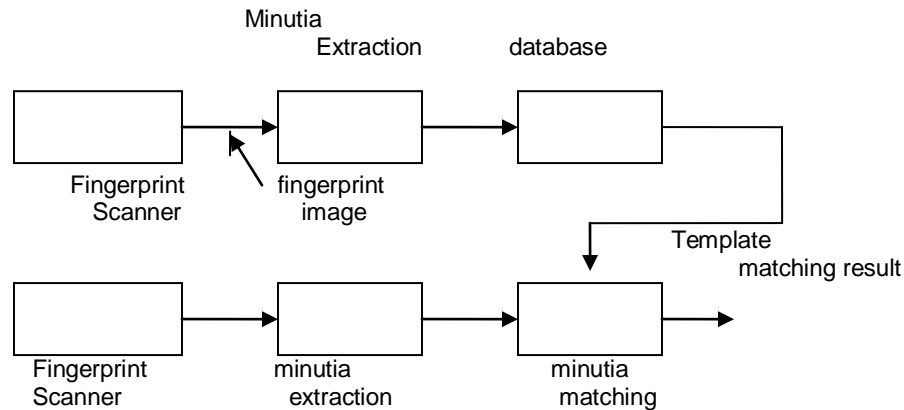 Minutia
Extraction
database
Fingerprint
Scanner
fingerprint
image
Template
matching result
Fingerprint
Scanner
minutia
extraction
minutia
matching